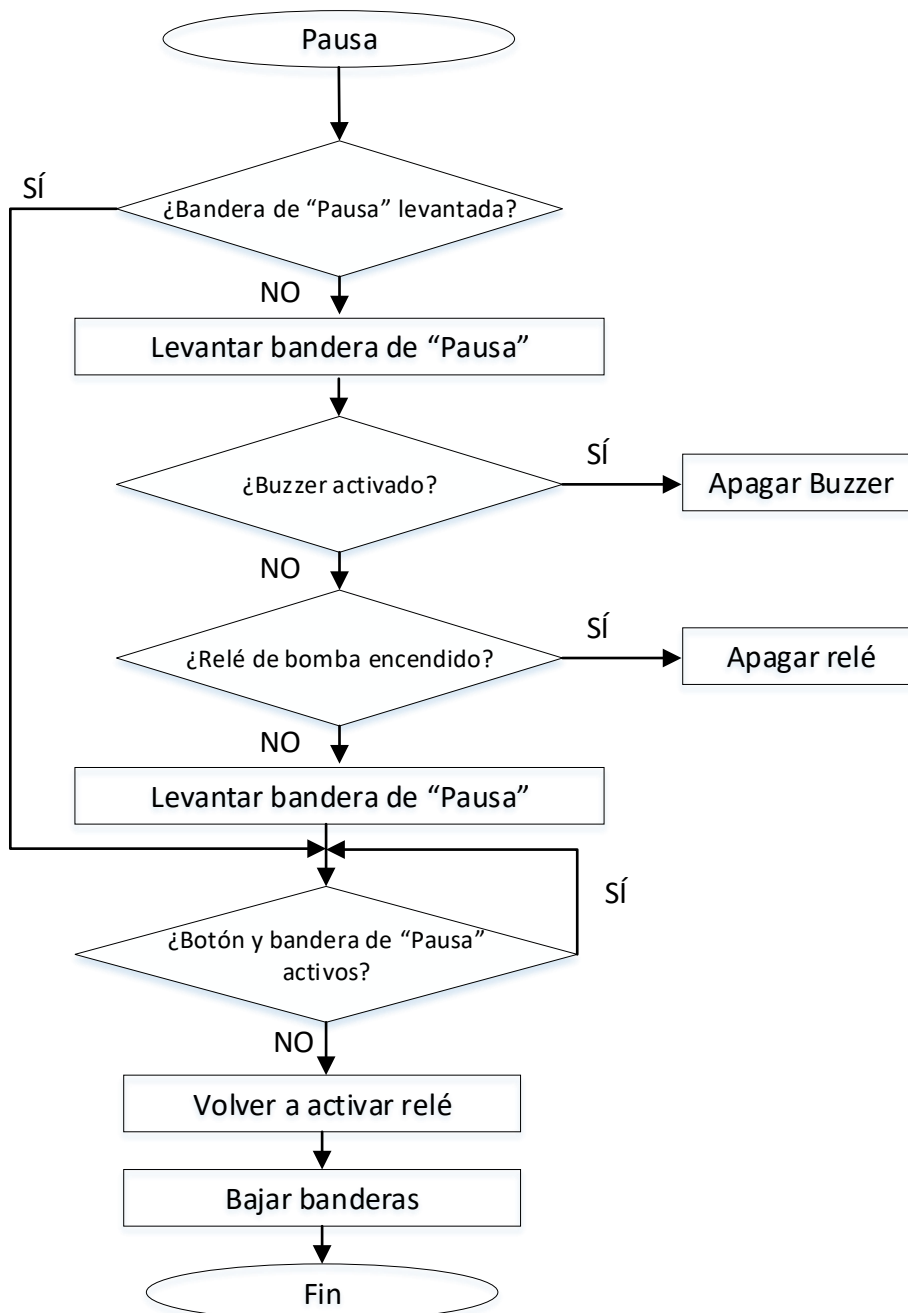 Pausa
SÍ
¿Bandera de “Pausa” levantada?
NO
Levantar bandera de “Pausa”
¿Buzzer activado?
SÍ
Apagar Buzzer
NO
¿Relé de bomba encendido?
SÍ
Apagar relé
NO
Levantar bandera de “Pausa”
SÍ
¿Botón y bandera de “Pausa”
activos?
NO
Volver a activar relé
Bajar banderas
Fin